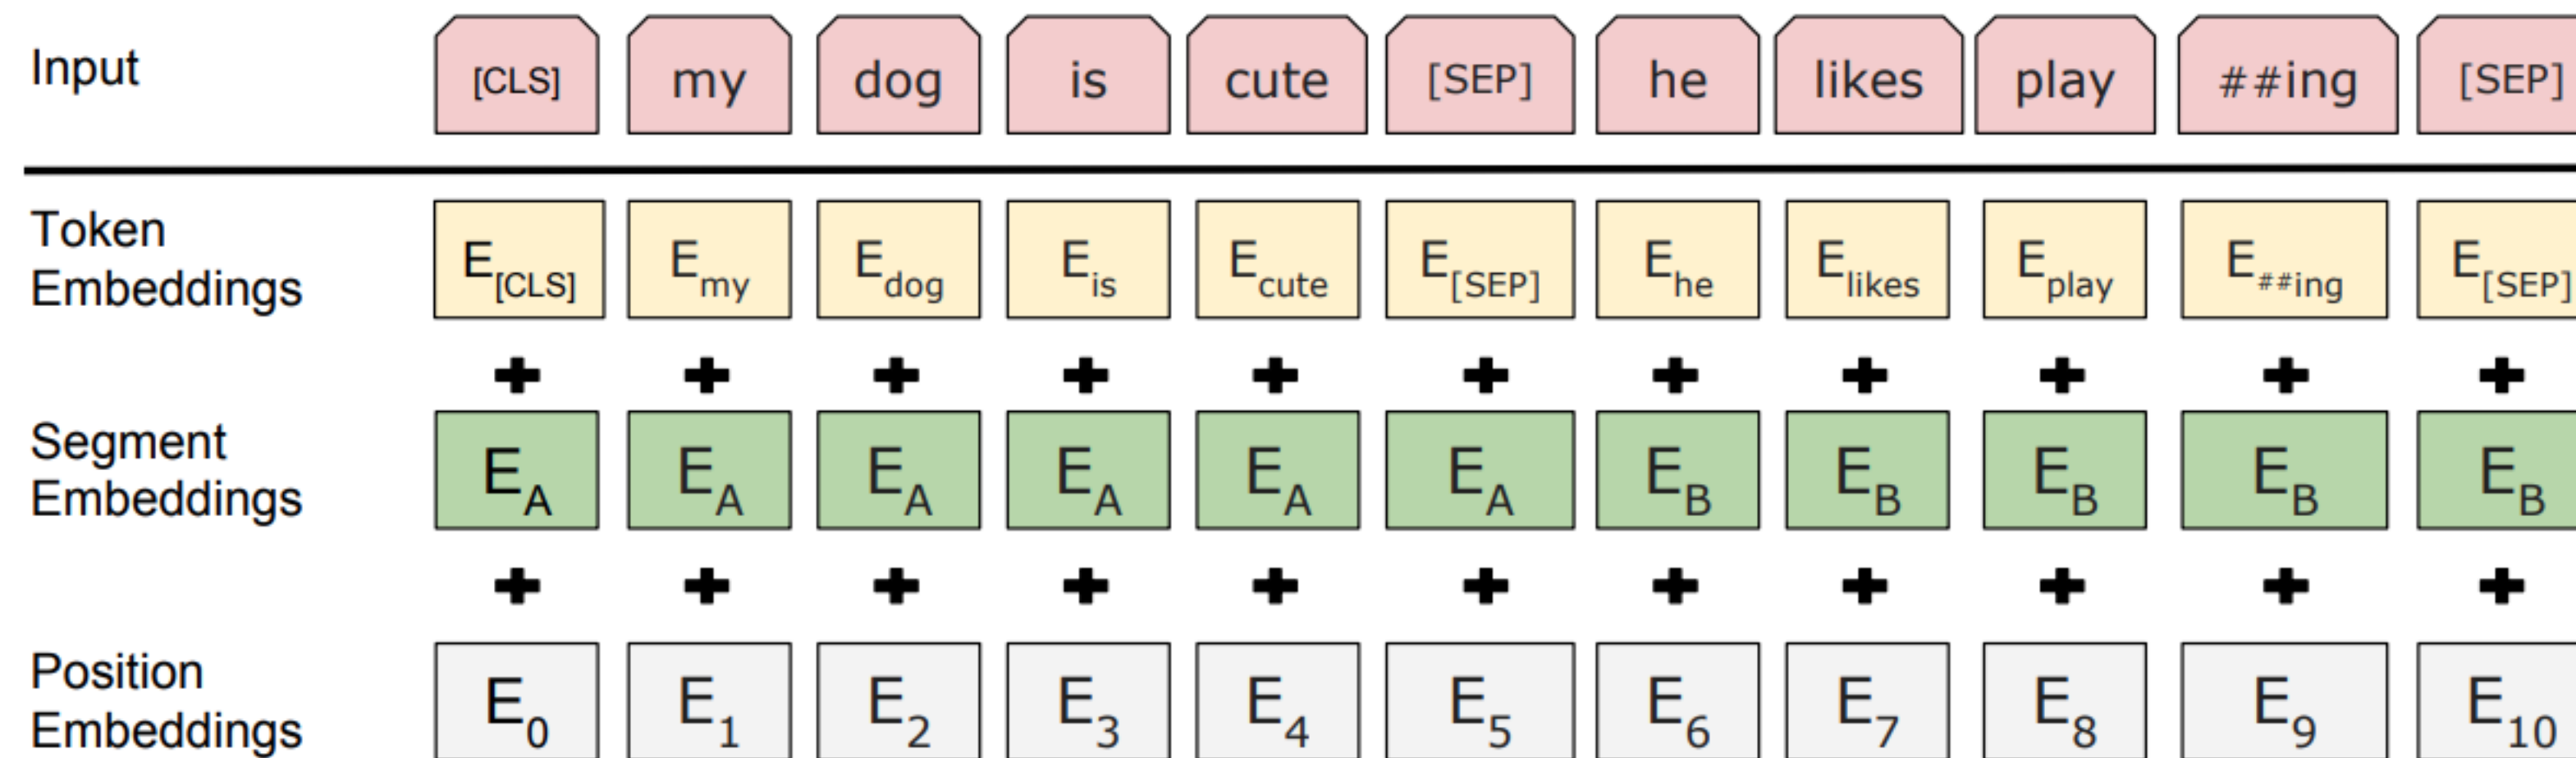 Input [CLS] my dog is cute [SEP] he likes play ##ing [SEP]
Token
Embeddings E[CLS] Emy Edog Eis Ecute E[SEP] Ehe Elikes Eplay E##ing E[SEP]
+ + + + + + + + + + +
Segment
Embeddings EA EA EA EA EA EA EB EB EB EB EB
+ + + + + + + + + + +
Position
Embeddings E0 E1 E2 E3 E4 E5 E6 E7 E8 E9 E10